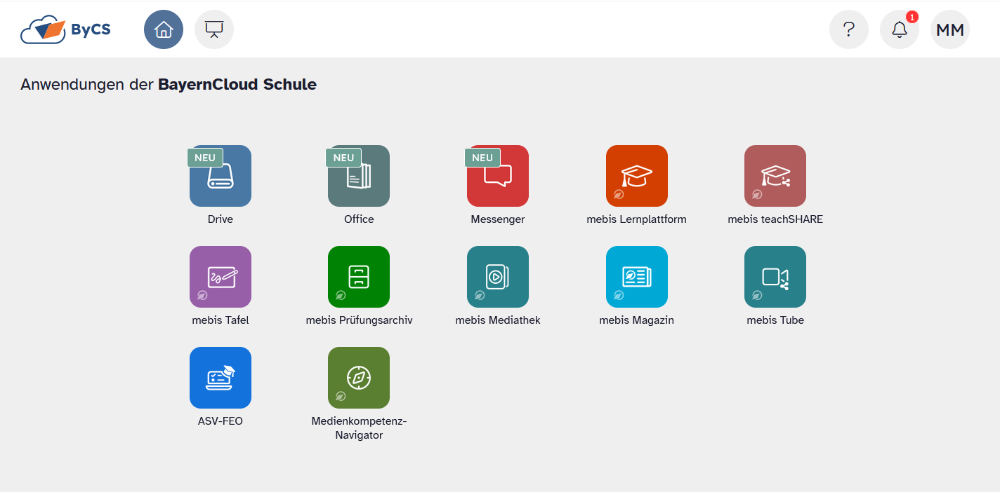 ByCS
?
1
MM
Anwendungen der BayernCloud Schule
NEU
NEU
NEU
Drive
Office
Messenger
mebis Lernplattform
mebis teachSHARE
mebis Tafel
mebis Prüfungsarchiv
mebis Mediathek
mebis Magazin
mebis Tube
ASV-FEO
Medienkompetenz-
Navigator